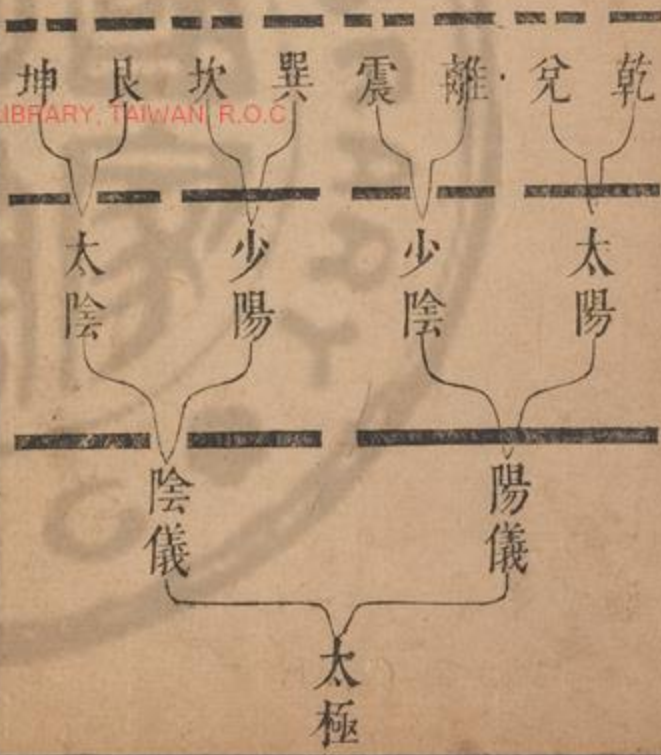 乾 兌 離 震 巽 坎 艮 坤
LIBRARY, TAIWAN, R.O.C
太陽 少陰 少陽 太陰
陽儀 陰儀
太極